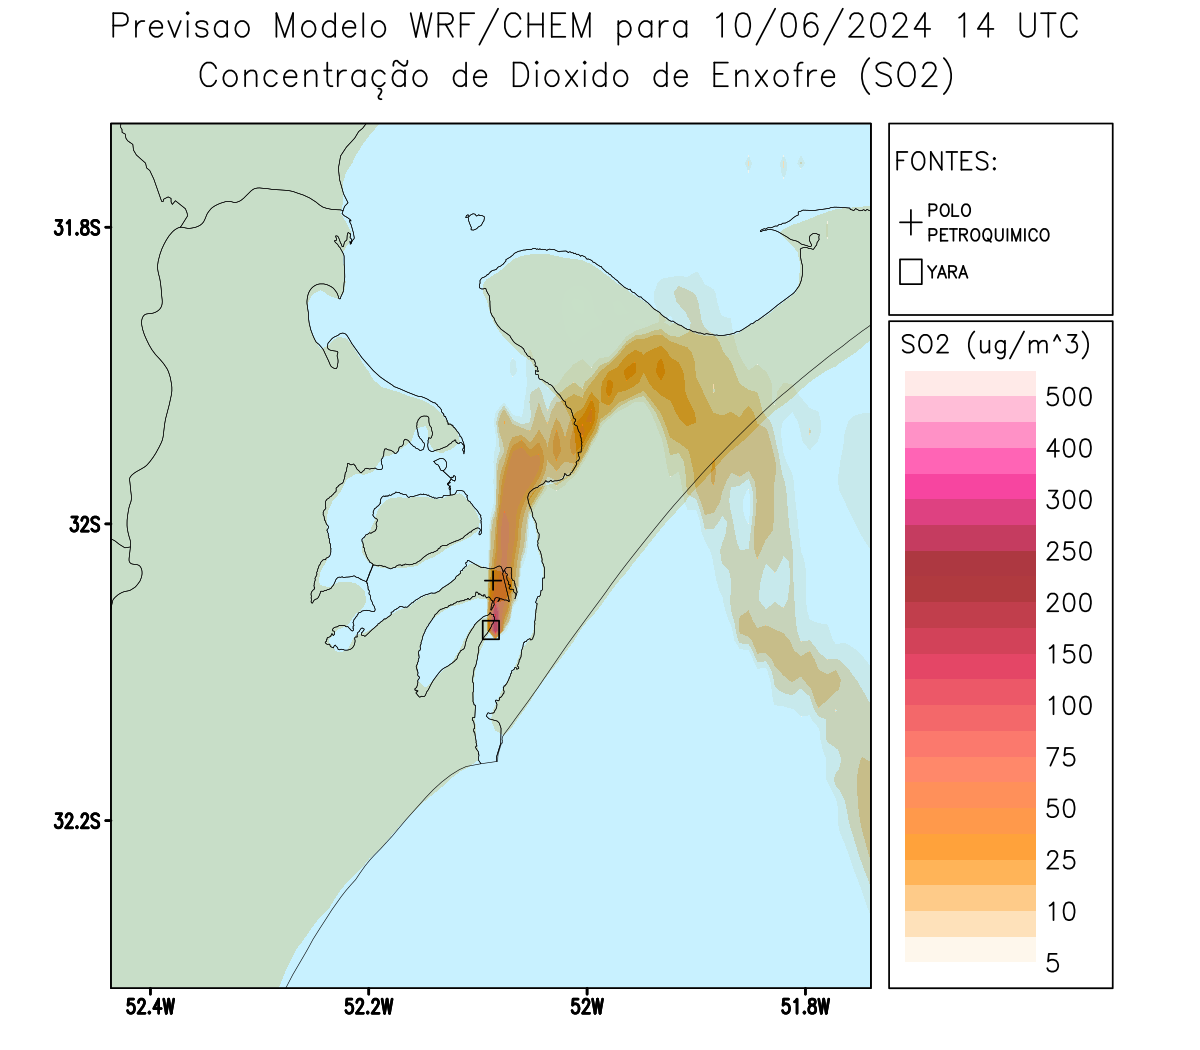 Previsao Modelo WRF/CHEM para 10/06/2024 14 UTC
Concentração de Dioxido de Enxofre (SO2)
FONTES:
POLO
PETROQUIMICO
YARA
31.8S
32S
32.2S
52.4W
52.2W
52W
51.8W
SO2 (ug/m^3)
500
400
300
250
200
150
100
75
50
25
10
5